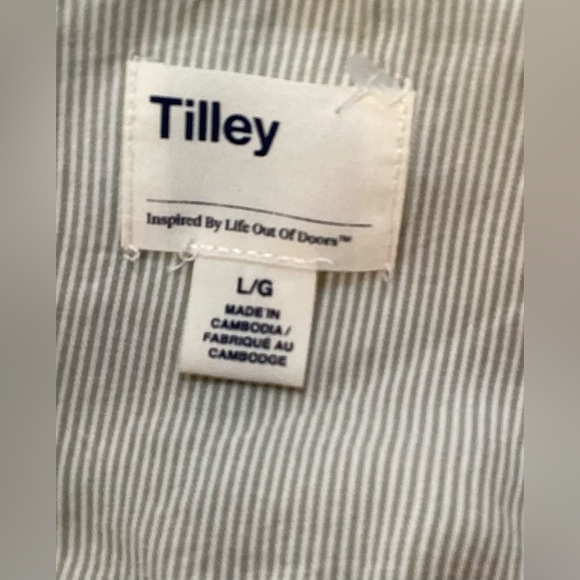 Tilley
Inspired By Life Out Of Doors™
L/G
MADE IN
CAMBODIA /
FABRIQUÉ AU
CAMBODGE